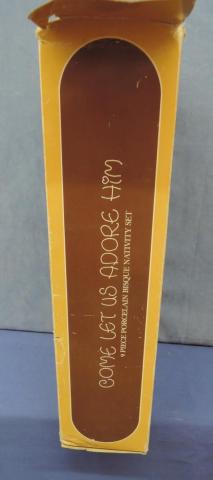 COME LET US ADORE HiM
9 PIECE PORCELAIN BISQUE NATIVITY SET